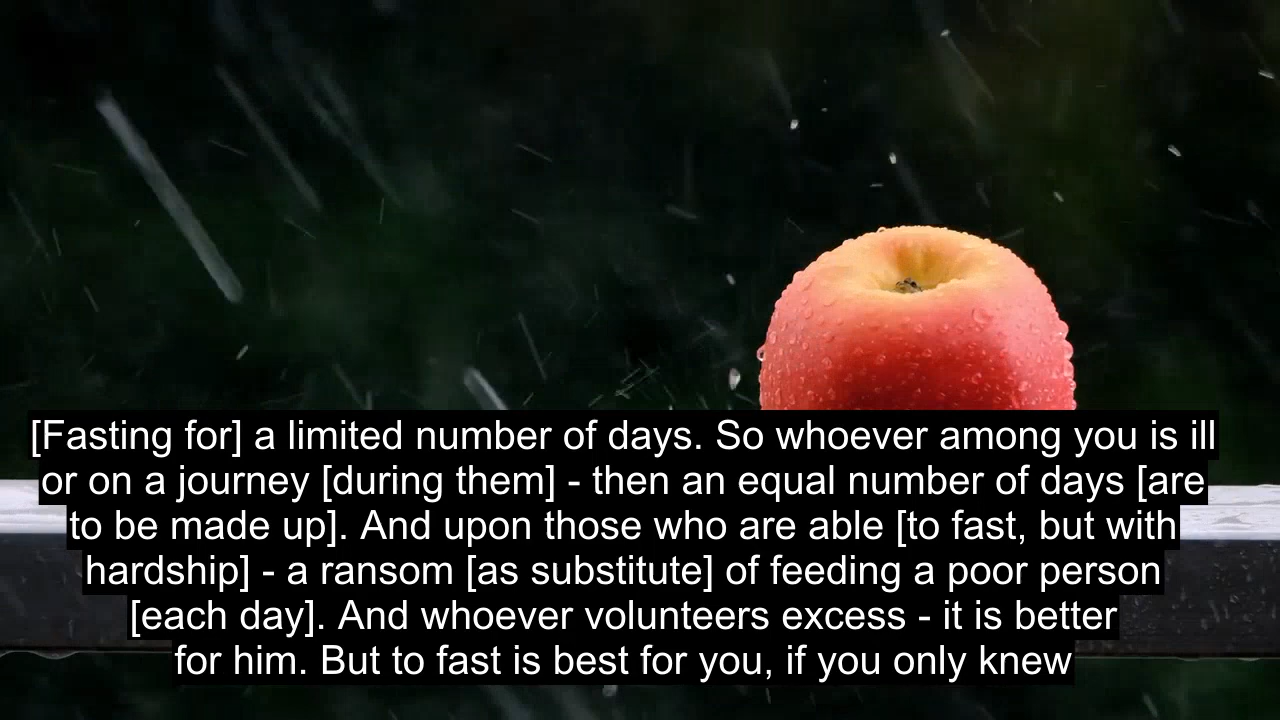 [Fasting for] a limited number of days. So whoever among you is ill
or on a journey [during them] - then an equal number of days [are
to be made up]. And upon those who are able [to fast, but with
hardship] - a ransom [as substitute] of feeding a poor person
[each day]. And whoever volunteers excess - it is better
for him. But to fast is best for you, if you only knew